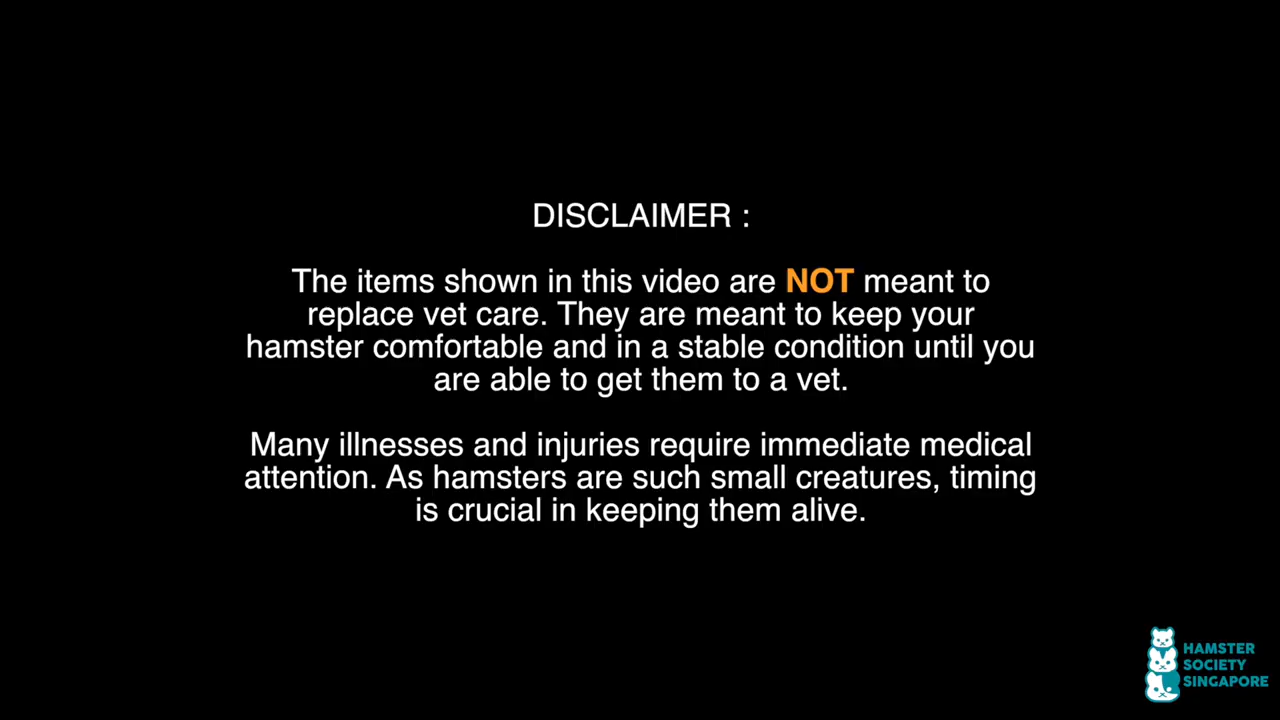 DISCLAIMER :
The items shown in this video are NOT meant to
replace vet care. They are meant to keep your
hamster comfortable and in a stable condition until you
are able to get them to a vet.
Many illnesses and injuries require immediate medical
attention. As hamsters are such small creatures, timing
is crucial in keeping them alive.
HAMSTER
SOCIETY
SINGAPORE